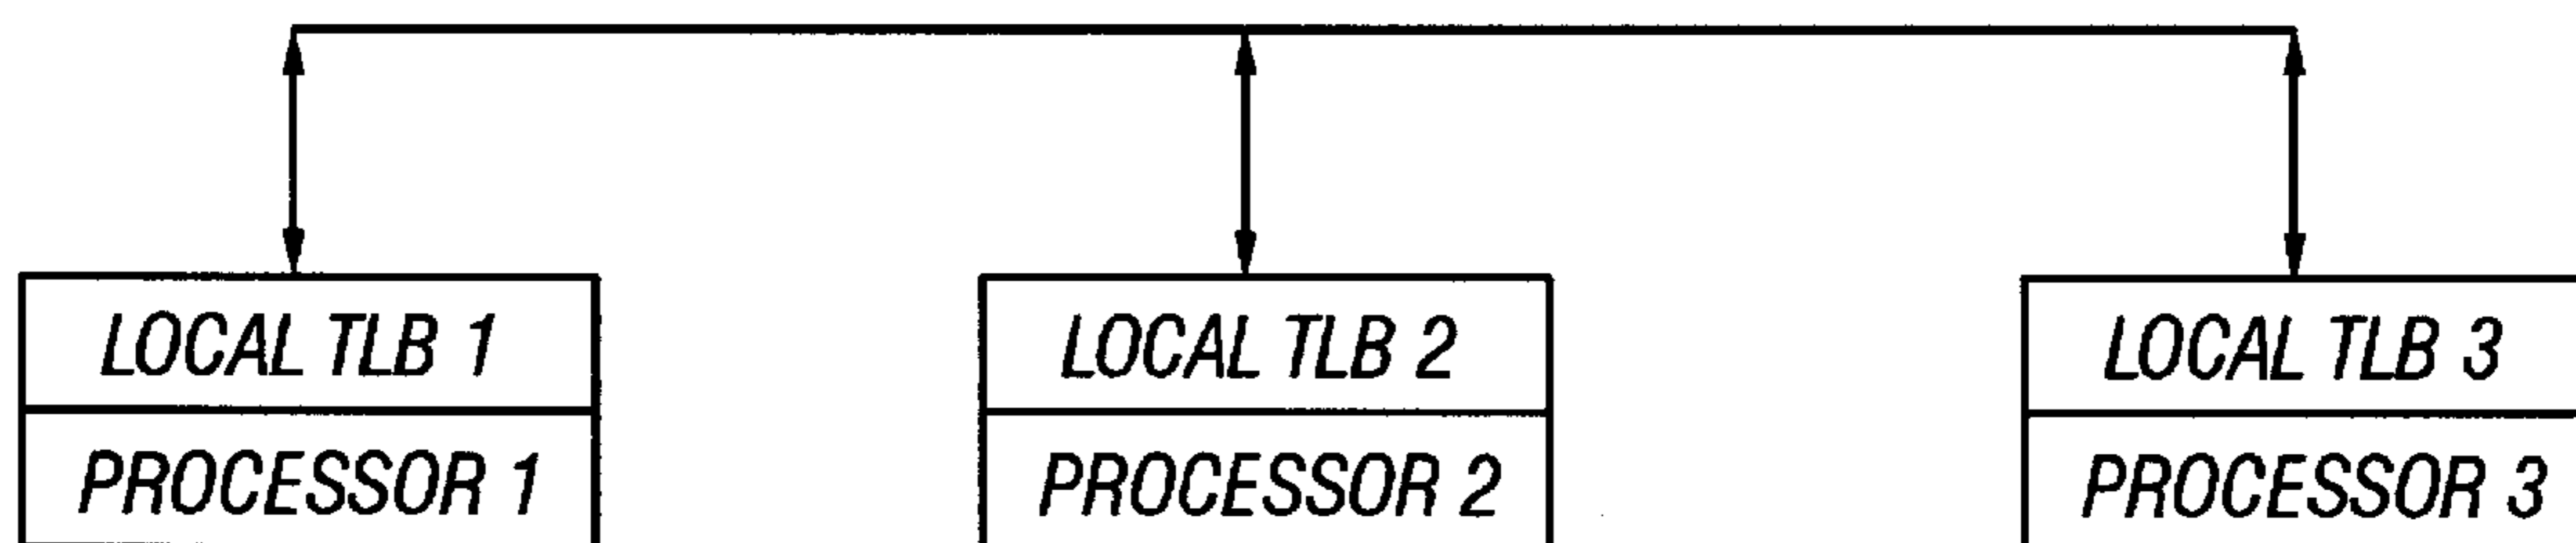 LOCAL TLB 1
LOCAL TLB 2
LOCAL TLB 3
PROCESSOR 1
PROCESSOR 2
PROCESSOR 3